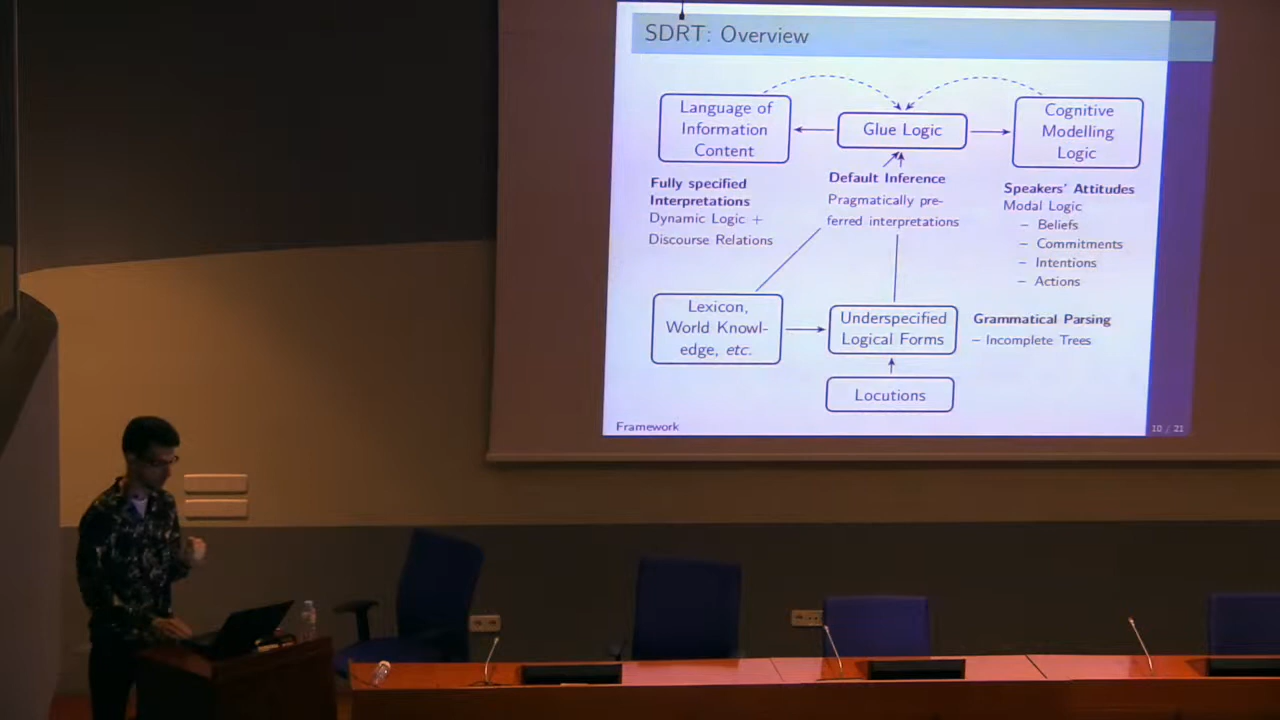 SDRT: Overview
Language of
Information
Content
Glue Logic
Cognitive
Modelling
Logic
Fully specified
Interpretations
Dynamic Logic +
Discourse Relations
Default Inference
Pragmatically pre-
ferred interpretations
Speakers' Attitudes
Modal Logic
– Beliefs
– Commitments
– Intentions
– Actions
Lexicon,
World Knowl-
edge, etc.
Underspecified
Logical Forms
Grammatical Parsing
– Incomplete Trees
Locutions
Framework
10 / 21